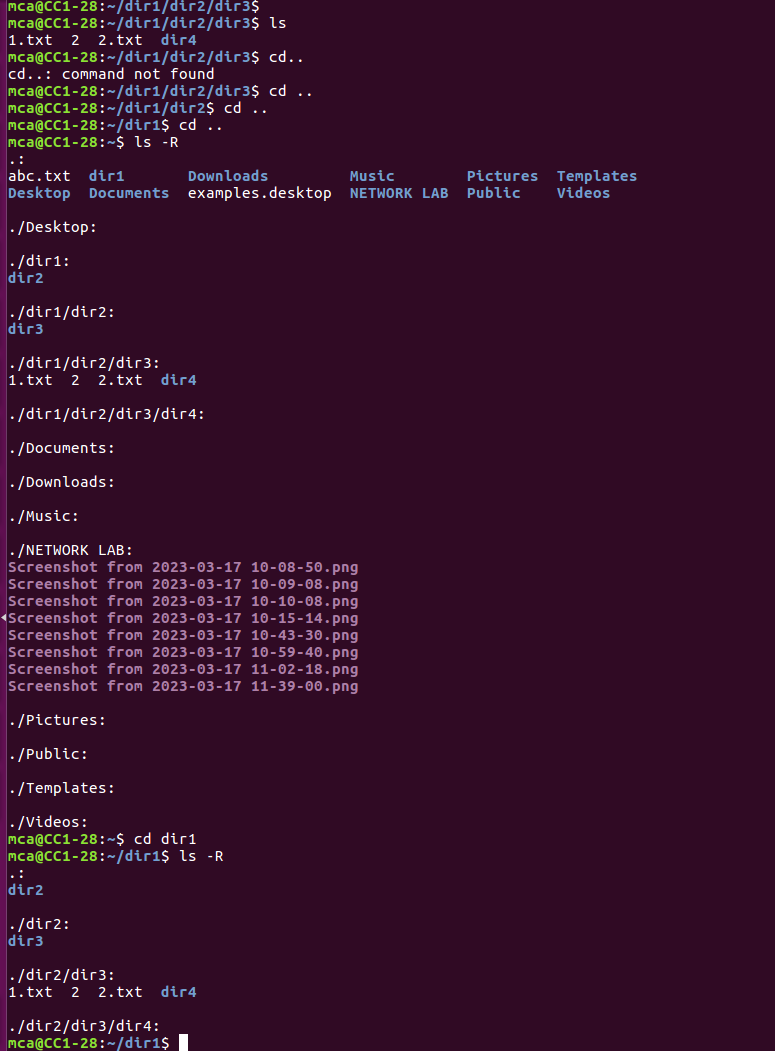 mca@CC1-28:~/dir1/dir2/dir3$
mca@CC1-28:~/dir1/dir2/dir3$ ls
1.txt  2  2.txt  dir4
mca@CC1-28:~/dir1/dir2/dir3$ cd..
cd..: command not found
mca@CC1-28:~/dir1/dir2/dir3$ cd ..
mca@CC1-28:~/dir1/dir2$ cd ..
mca@CC1-28:~/dir1$ cd ..
mca@CC1-28:~$ ls -R
.:
abc.txt  dir1       Downloads         Music        Pictures  Templates
Desktop  Documents  examples.desktop  NETWORK LAB  Public    Videos

./Desktop:

./dir1:
dir2

./dir1/dir2:
dir3

./dir1/dir2/dir3:
1.txt  2  2.txt  dir4

./dir1/dir2/dir3/dir4:

./Documents:

./Downloads:

./Music:

./NETWORK LAB:
Screenshot from 2023-03-17 10-08-50.png
Screenshot from 2023-03-17 10-09-08.png
Screenshot from 2023-03-17 10-10-08.png
Screenshot from 2023-03-17 10-15-14.png
Screenshot from 2023-03-17 10-43-30.png
Screenshot from 2023-03-17 10-59-40.png
Screenshot from 2023-03-17 11-02-18.png
Screenshot from 2023-03-17 11-39-00.png

./Pictures:

./Public:

./Templates:

./Videos:
mca@CC1-28:~$ cd dir1
mca@CC1-28:~/dir1$ ls -R
.:
dir2

./dir2:
dir3

./dir2/dir3:
1.txt  2  2.txt  dir4

./dir2/dir3/dir4:
mca@CC1-28:~/dir1$